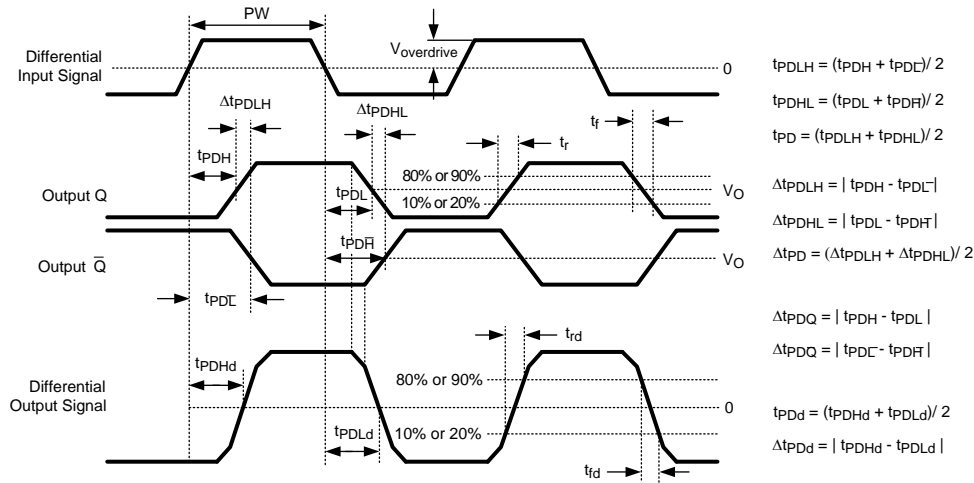 PW
Differential
Input Signal
Voverdrive
0
ΔtPDLH
ΔtPDHL
tPDH
tf
tr
Output Q
80% or 90%
tPDL
10% or 20%
VO
tPDH̅
Output Q̅
VO
tPDL̅
trd
tPDHd
Differential
Output Signal
80% or 90%
0
10% or 20%
tPDLd
tfd
tPDLH = (tPDH + tPDL̅)/ 2
tPDHL = (tPDL + tPDH̅)/ 2
tPD = (tPDLH + tPDHL)/ 2
ΔtPDLH = | tPDH - tPDL̅ |
ΔtPDHL = | tPDL - tPDH̅ |
ΔtPD = (ΔtPDLH + ΔtPDHL)/ 2
ΔtPDQ = | tPDH - tPDL |
ΔtPDQ̅ = | tPDL̅ - tPDH̅ |
tPDd = (tPDHd + tPDLd)/ 2
ΔtPDd = | tPDHd - tPDLd |